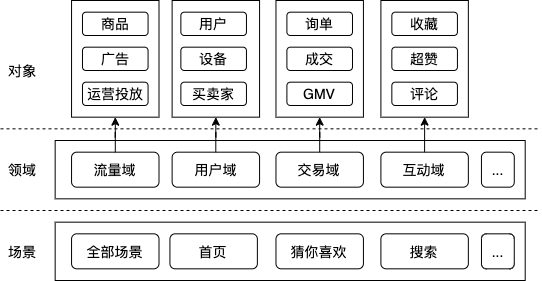 商品 用户 询单 收藏
对象 广告 设备 成交 超赞
运营投放 买卖家 GMV 评论
领域 流量域 用户域 交易域 互动域 ...
场景 全部场景 首页 猜你喜欢 搜索 ...